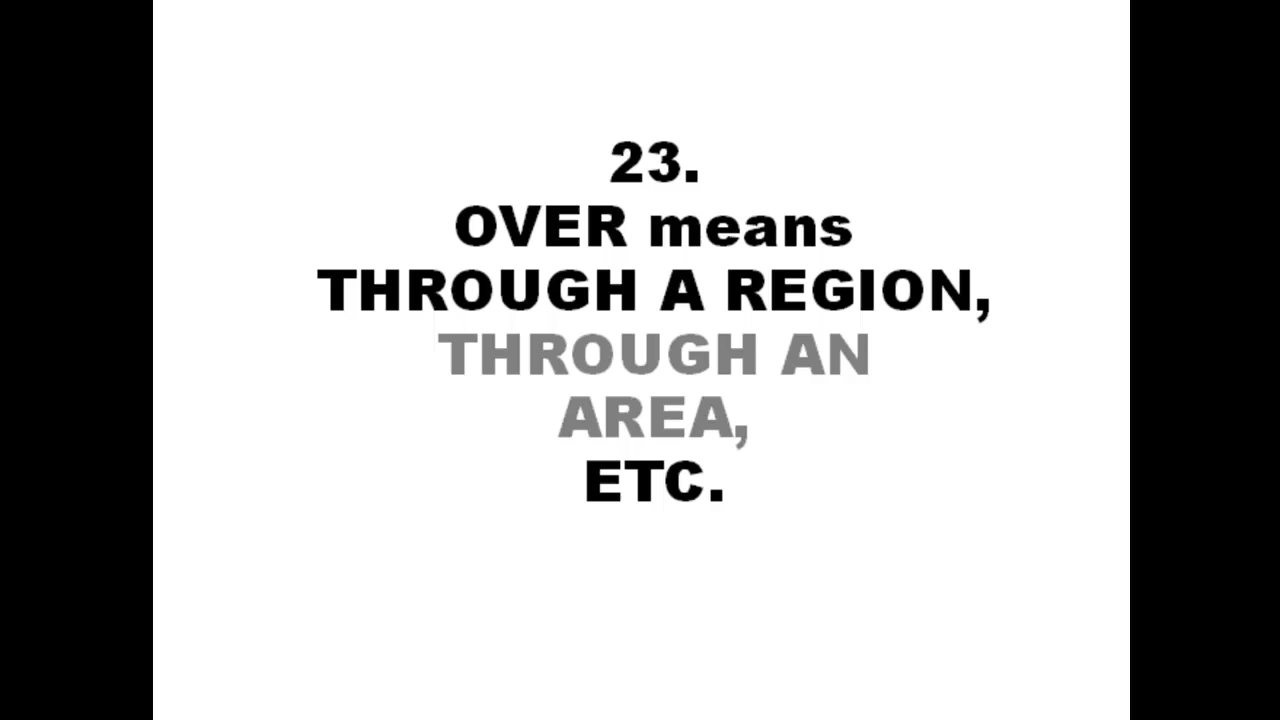 23.
OVER means
THROUGH A REGION,
THROUGH AN
AREA,
ETC.